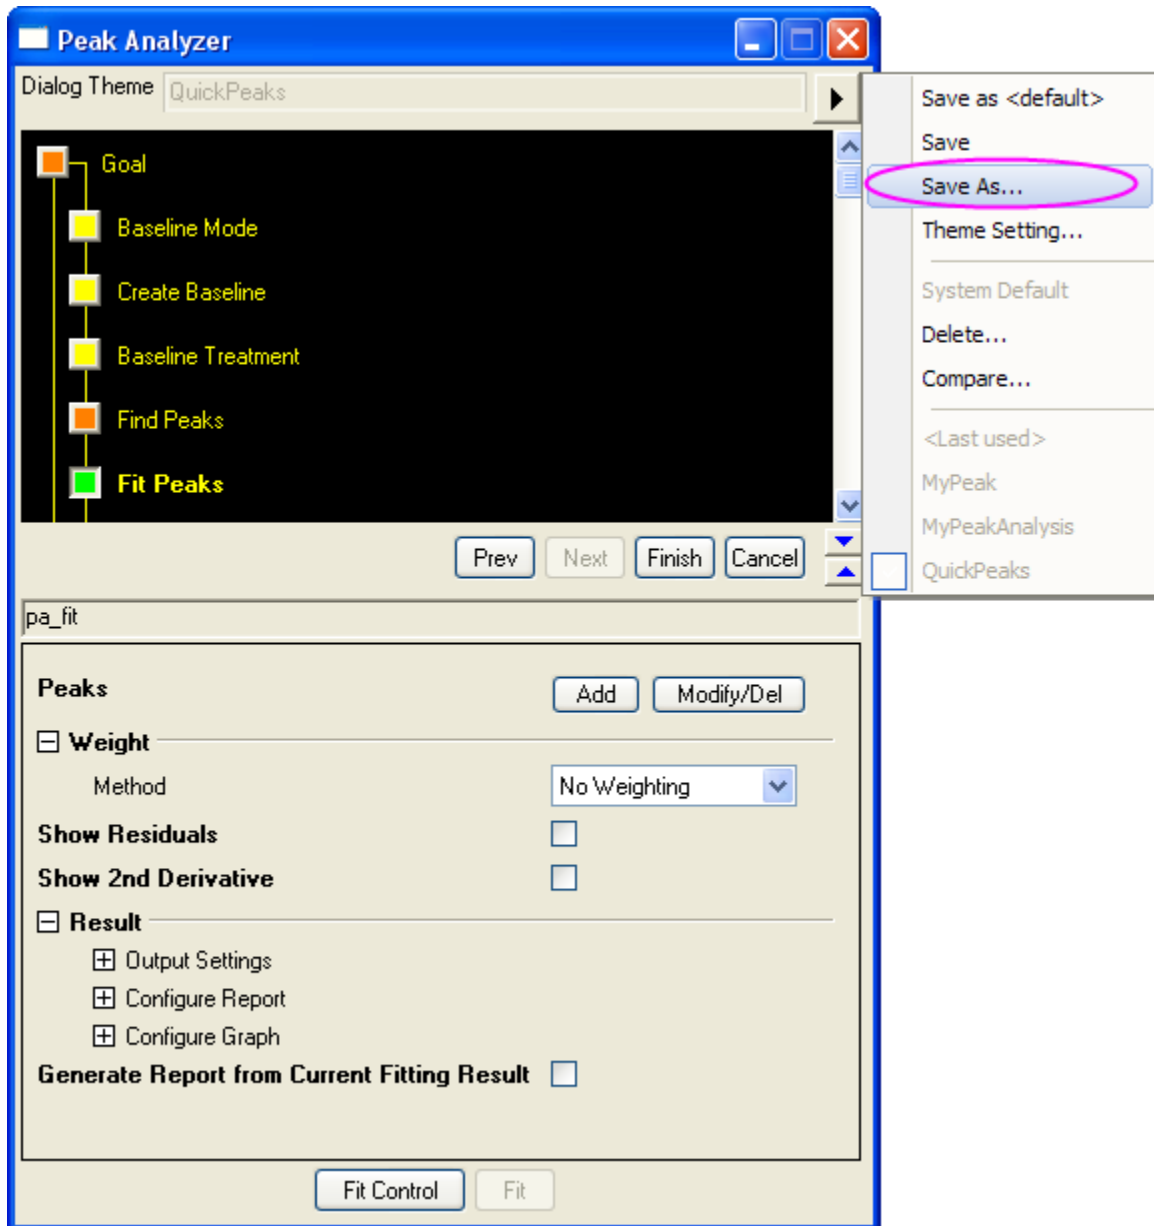 Peak Analyzer
Dialog Theme QuickPeaks
Goal
Baseline Mode
Create Baseline
Baseline Treatment
Find Peaks
Fit Peaks
Prev Next Finish Cancel
Save as <default>
Save
Save As...
Theme Setting...
System Default
Delete...
Compare...
<Last used>
MyPeak
MyPeakAnalysis
QuickPeaks
pa_fit
Peaks Add Modify/Del
Weight
Method No Weighting
Show Residuals
Show 2nd Derivative
Result
Output Settings
Configure Report
Configure Graph
Generate Report from Current Fitting Result
Fit Control Fit